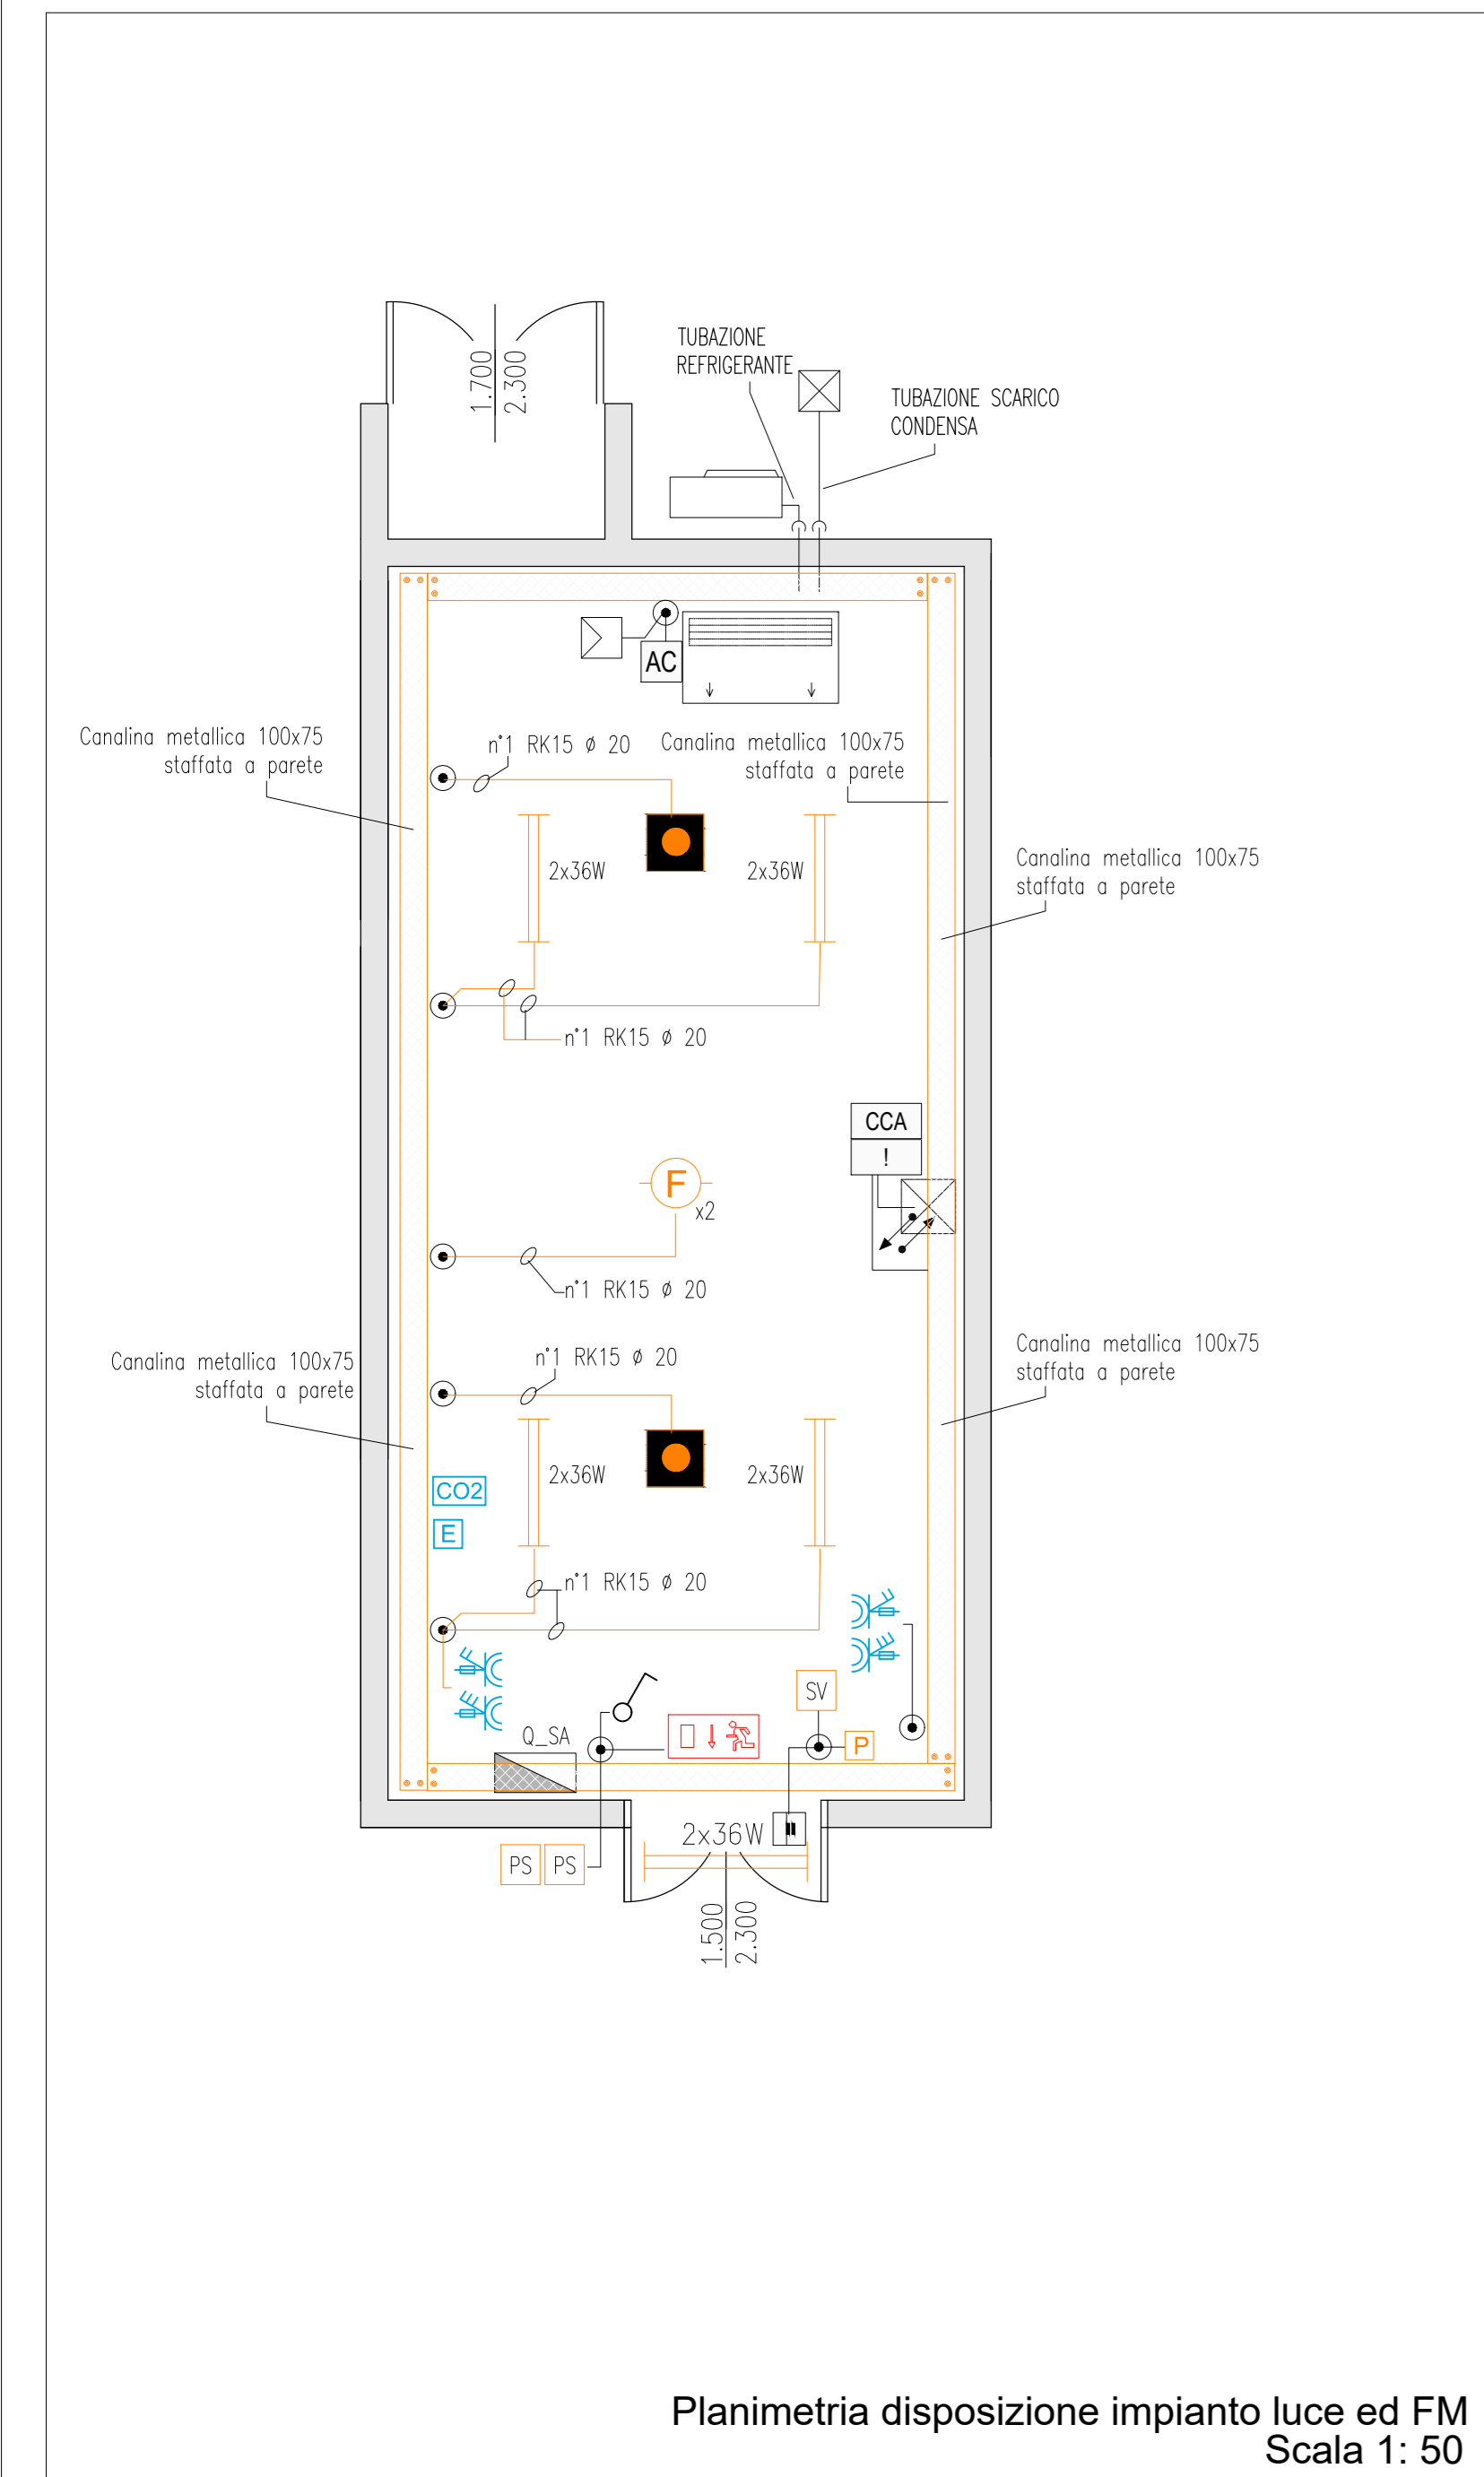 1.700
2.300
TUBAZIONE
REFRIGERANTE
TUBAZIONE SCARICO
CONDENSA
AC
Canalina metallica 100x75
staffata a parete
n°1 RK15 ø 20
Canalina metallica 100x75
staffata a parete
2x36W
2x36W
Canalina metallica 100x75
staffata a parete
n°1 RK15 ø 20
CCA
!
F
x2
n°1 RK15 ø 20
Canalina metallica 100x75
staffata a parete
n°1 RK15 ø 20
Canalina metallica 100x75
staffata a parete
2x36W
2x36W
CO2
E
n°1 RK15 ø 20
SV
Q_SA
P
2x36W
PS
PS
1.500
2.300
Planimetria disposizione impianto luce ed FM
Scala 1: 50